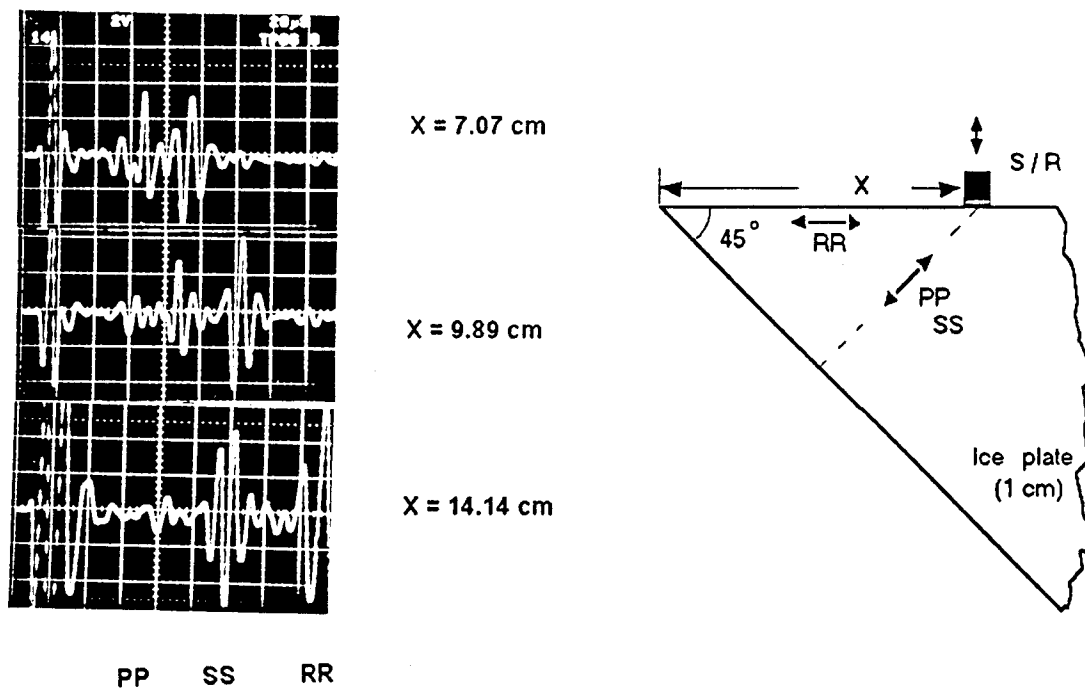 2V
X = 7.07 cm
X = 9.89 cm
X = 14.14 cm
PP SS RR
X
S / R
45°
RR
PP
SS
Ice plate
(1 cm)